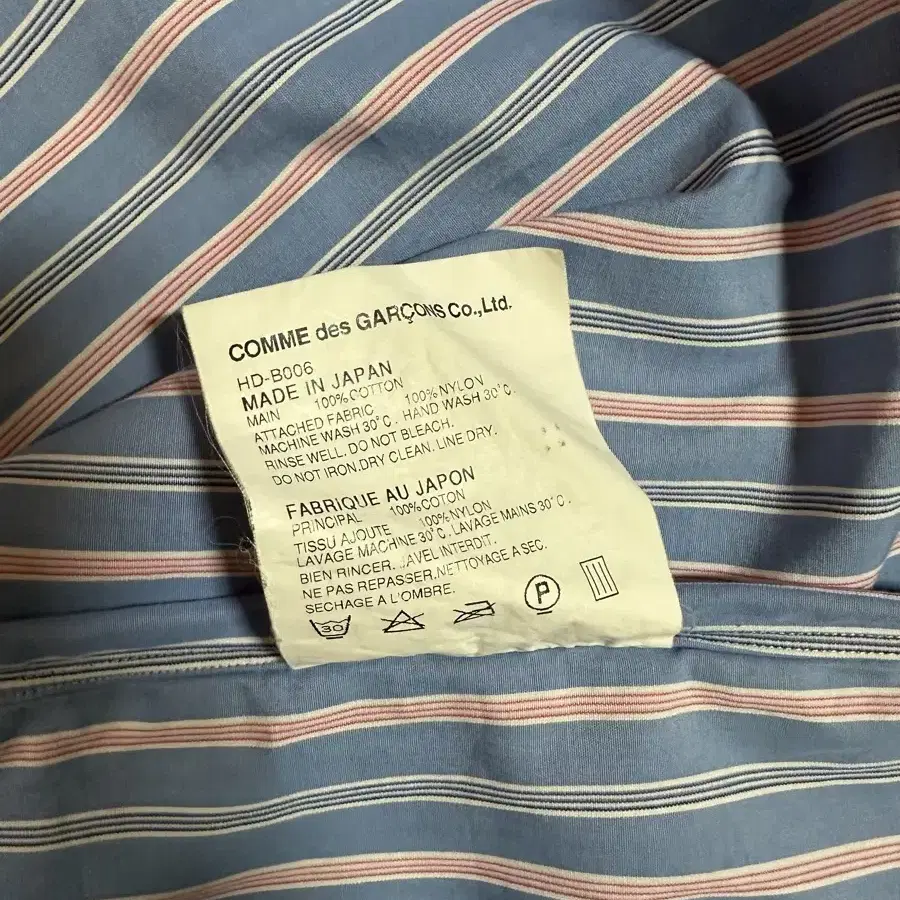 COMME des GARÇONS Co.,Ltd.
HD-B006
MADE IN JAPAN
MAIN 100%COTTON
ATTACHED FABRIC 100%NYLON
MACHINE WASH 30°C. HAND WASH 30°C.
RINSE WELL. DO NOT BLEACH.
DO NOT IRON.DRY CLEAN.LINE DRY.
FABRIQUE AU JAPON
PRINCIPAL 100%COTON
TISSU AJOUTE 100%NYLON
LAVAGE MACHINE 30°C. LAVAGE MAINS 30°C.
BIEN RINCER. JAVEL INTERDIT.
NE PAS REPASSER.NETTOYAGE A SEC.
SECHAGE A L'OMBRE.
30 P